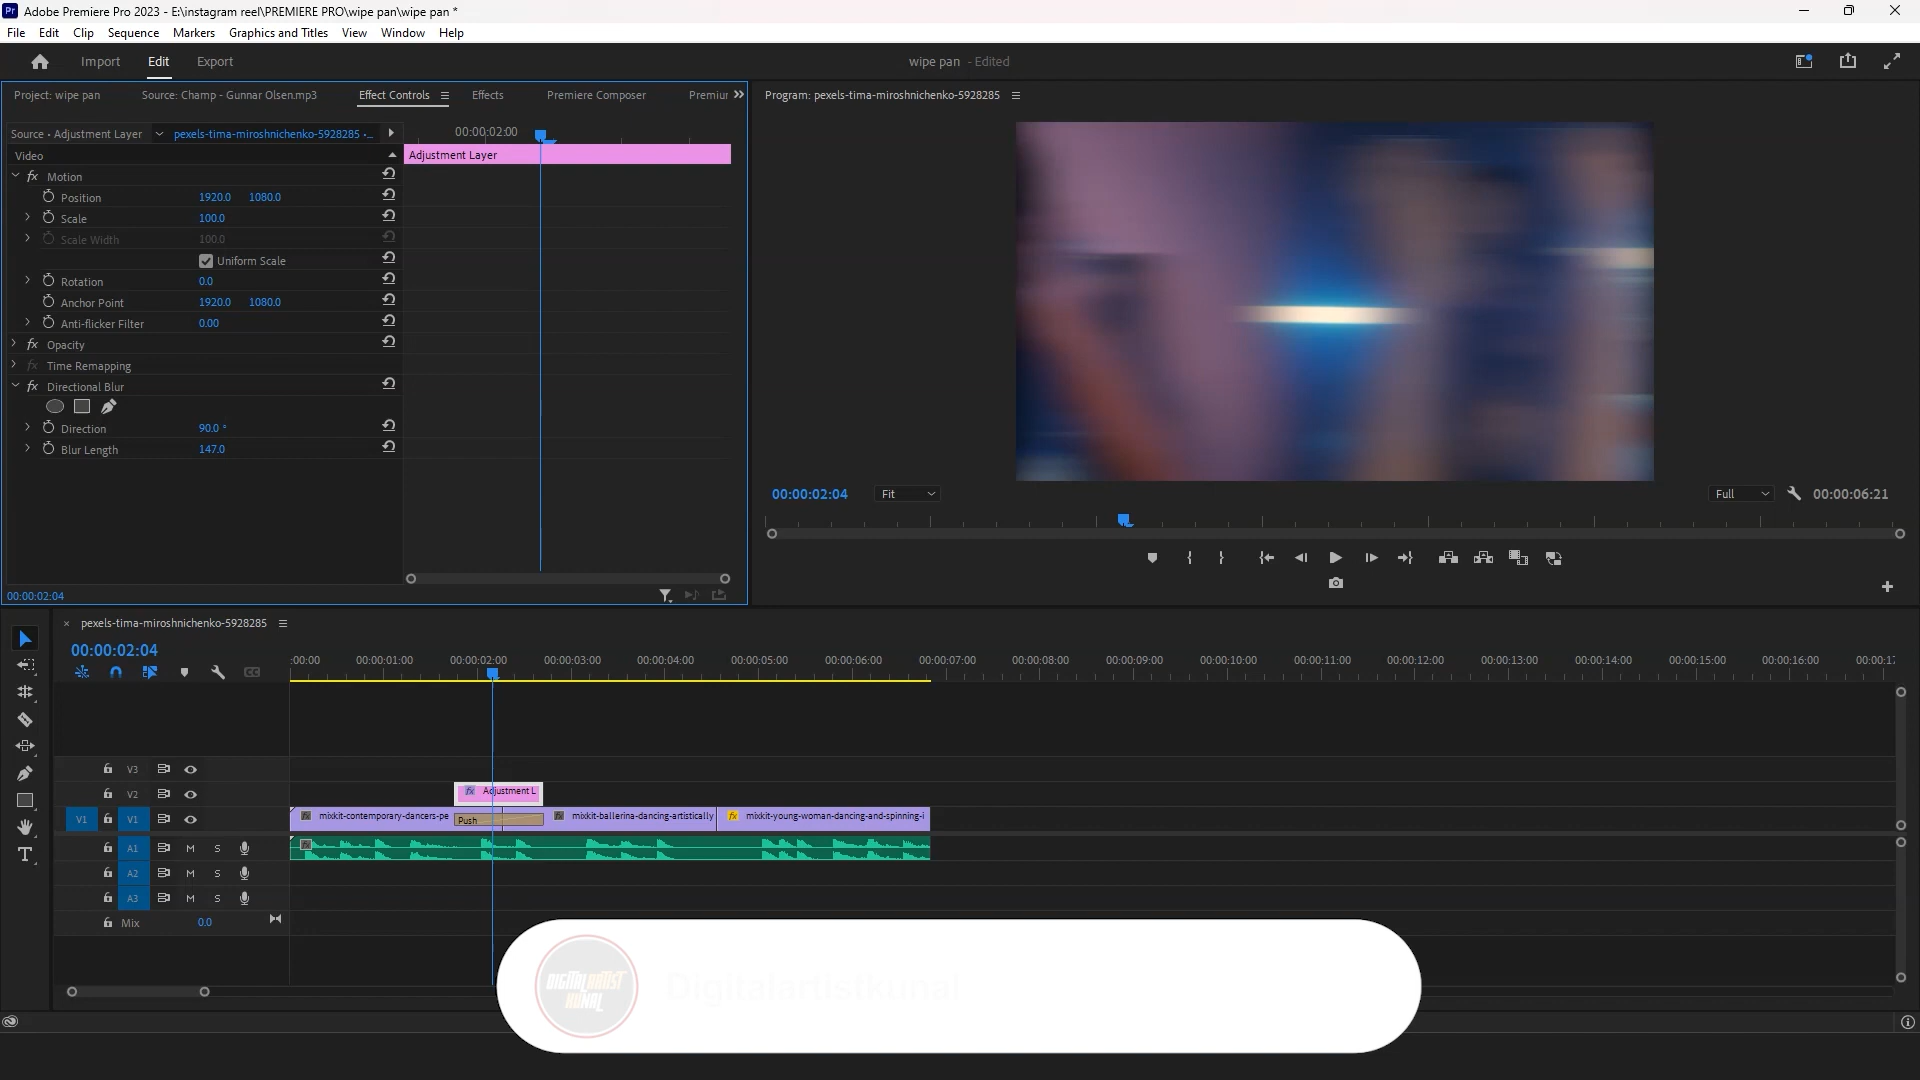 Adobe Premiere Pro 2023 - E:\instagram reel\PREMIERE PRO\wipe pan\wipe pan *
File Edit Clip Sequence Markers Graphics and Titles View Window Help
Import Edit Export
wipe pan - Edited
Project: wipe pan Source: Champ - Gunnar Olsen.mp3 Effect Controls Effects Premiere Composer Premiur
Program: pexels-tima-miroshnichenko-5928285
Source • Adjustment Layer pexels-tima-miroshnichenko-5928285 •...
00:00:02:00
Video
Adjustment Layer
fx Motion
Position 1920.0 1080.0
Scale 100.0
Scale Width 100.0
Uniform Scale
Rotation 0.0
Anchor Point 1920.0 1080.0
Anti-flicker Filter 0.00
fx Opacity
fx Time Remapping
fx Directional Blur
Direction 90.0 °
Blur Length 147.0
00:00:02:04
00:00:02:04 Fit Full 00:00:06:21
× pexels-tima-miroshnichenko-5928285
00:00:02:04
:00:00 00:00:01:00 00:00:02:00 00:00:03:00 00:00:04:00 00:00:05:00 00:00:06:00 00:00:07:00 00:00:08:00 00:00:09:00 00:00:10:00 00:00:11:00 00:00:12:00 00:00:13:00 00:00:14:00 00:00:15:00 00:00:16:00 00:00:17
V3
V2 fx Adjustment L
V1 V1 fx mixkit-contemporary-dancers-pe Push fx mixkit-ballerina-dancing-artistically fx mixkit-young-woman-dancing-and-spinning-i
A1 M S
A2 M S
A3 M S
Mix 0.0
DIGITAL ARTIST
KUNAL
Digitalartistkunal